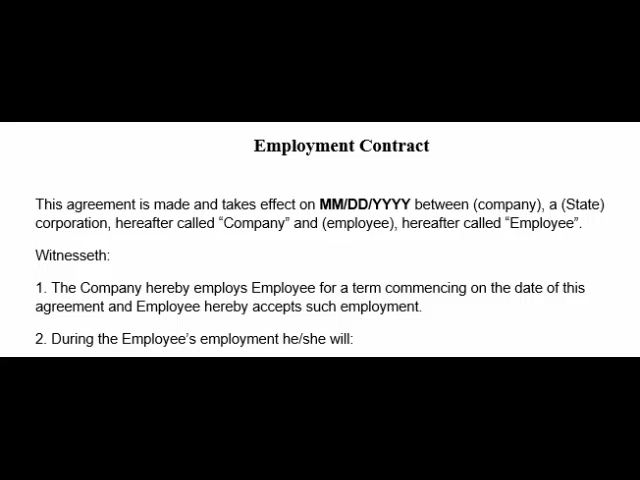 Employment Contract
This agreement is made and takes effect on MM/DD/YYYY between (company), a (State)
corporation, hereafter called “Company” and (employee), hereafter called “Employee”.
Witnesseth:
1. The Company hereby employs Employee for a term commencing on the date of this
agreement and Employee hereby accepts such employment.
2. During the Employee’s employment he/she will: